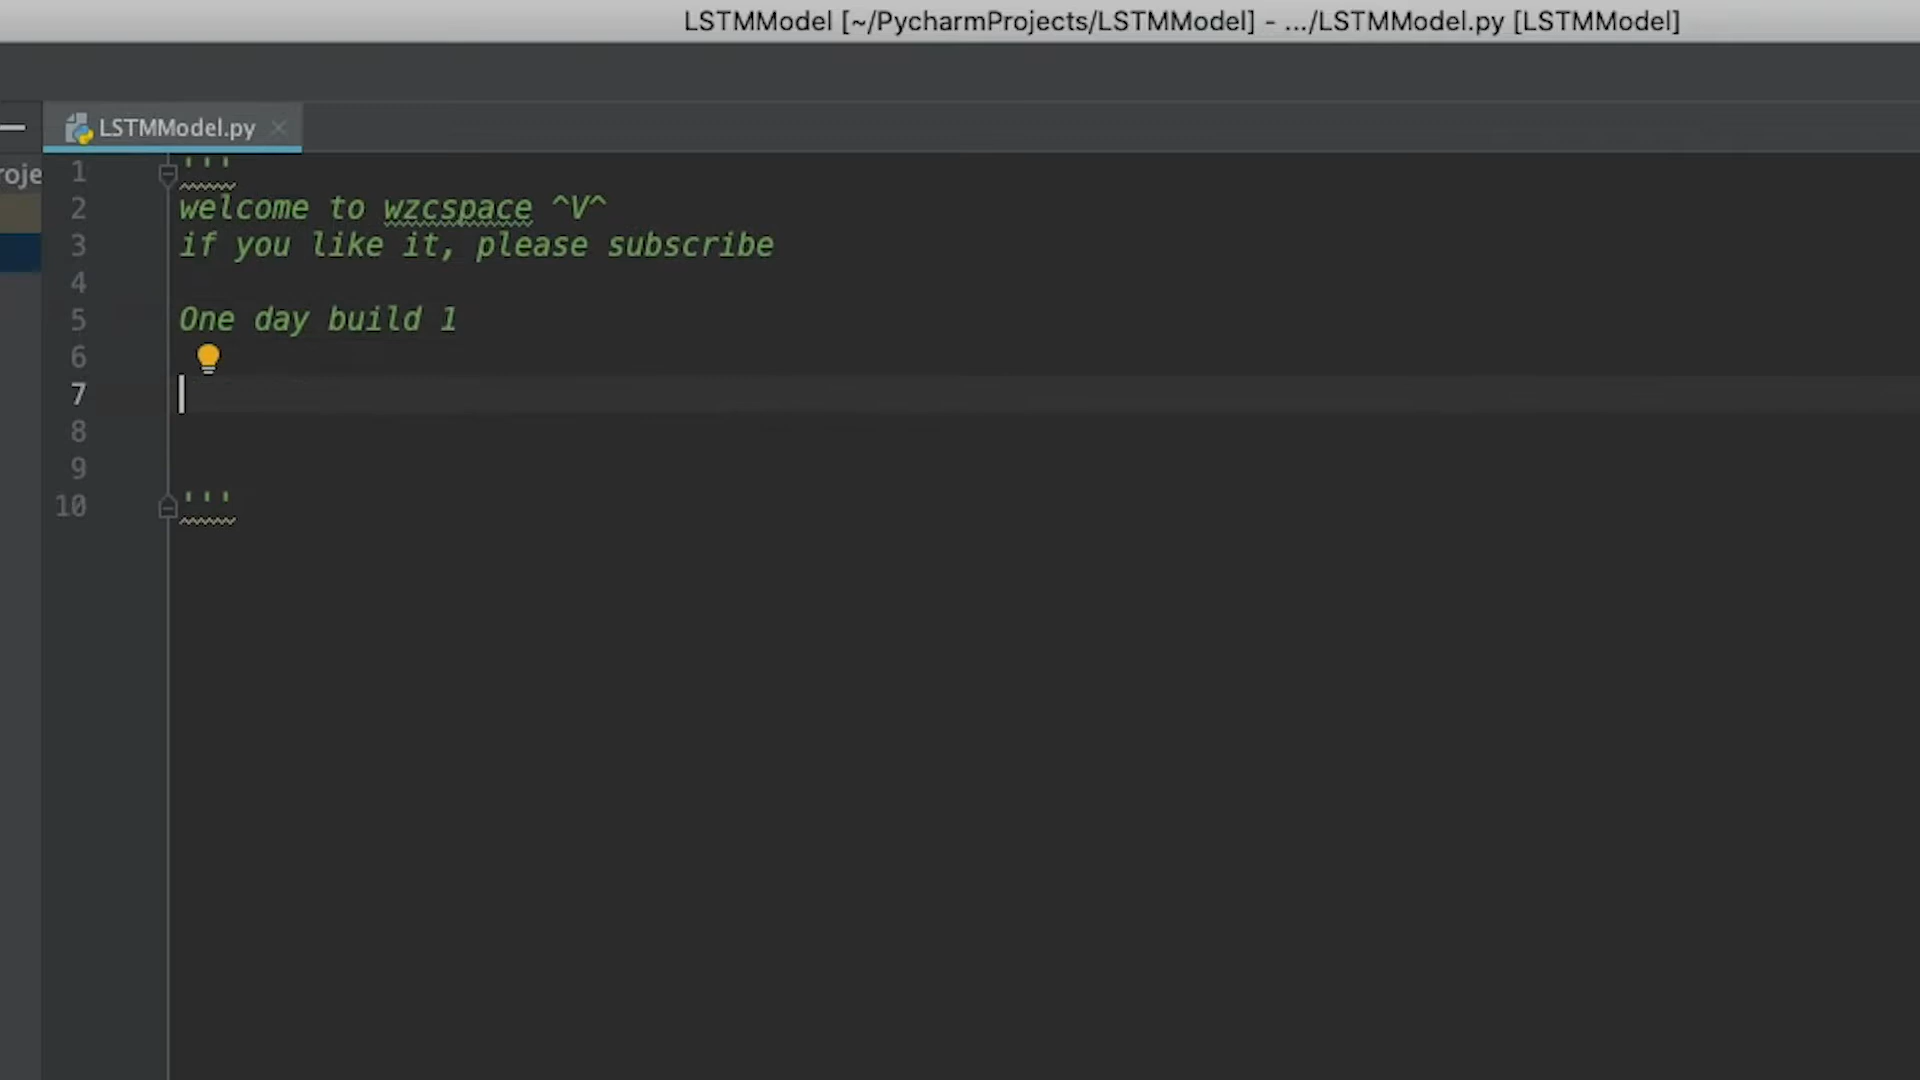 LSTMModel [~/PycharmProjects/LSTMModel] - .../LSTMModel.py [LSTMModel]
LSTMModel.py
roje
1 '''
2 welcome to wzcspace ^V^
3 if you like it, please subscribe
4
5 One day build 1
6
7
8
9
10 '''